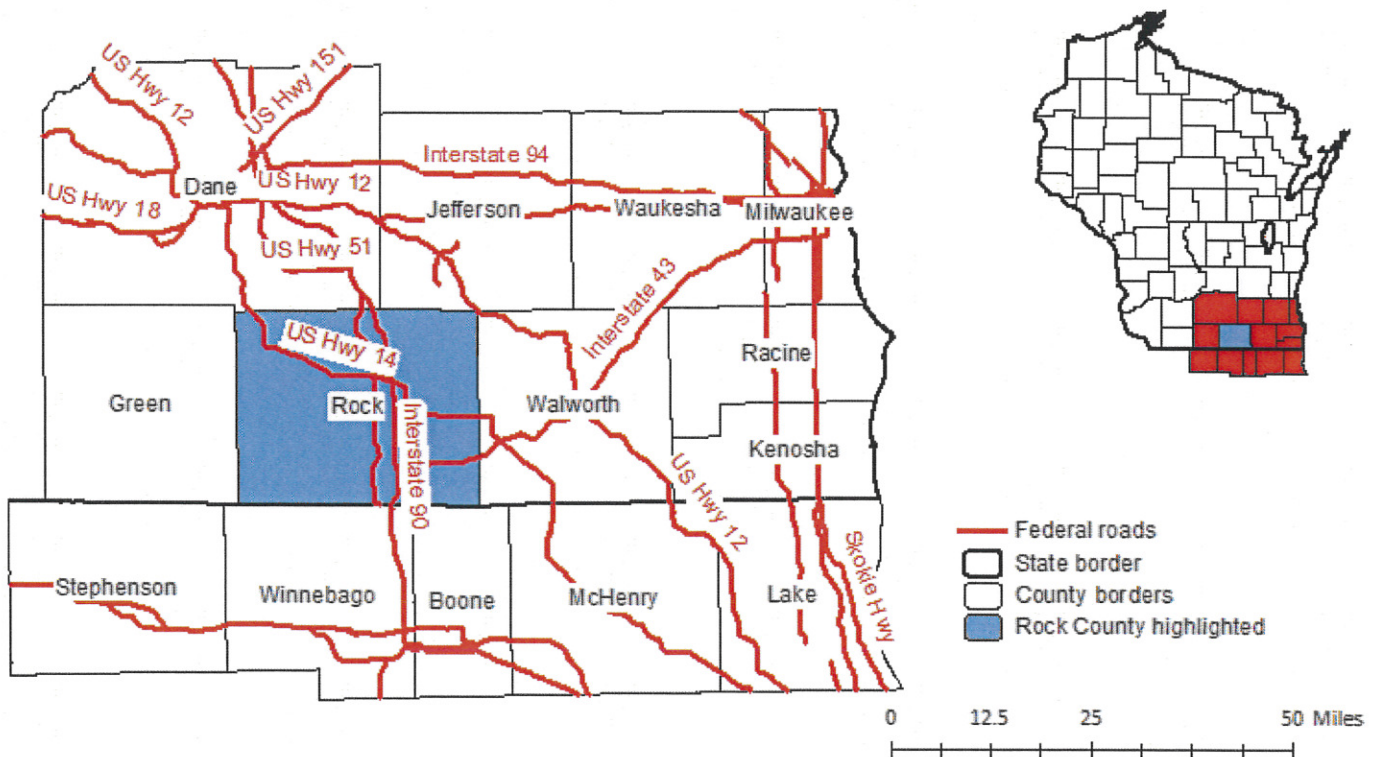 US Hwy 12
US Hwy 151
Interstate 94
Dane
US Hwy 12
US Hwy 18
Jefferson
Waukesha
Milwaukee
US Hwy 51
Interstate 43
US Hwy 14
Racine
Green
Rock
Walworth
Interstate 90
Kenosha
US Hwy 12
Skokie Hwy
Stephenson
Winnebago
Boone
McHenry
Lake
Federal roads
State border
County borders
Rock County highlighted
0 12.5 25 50 Miles